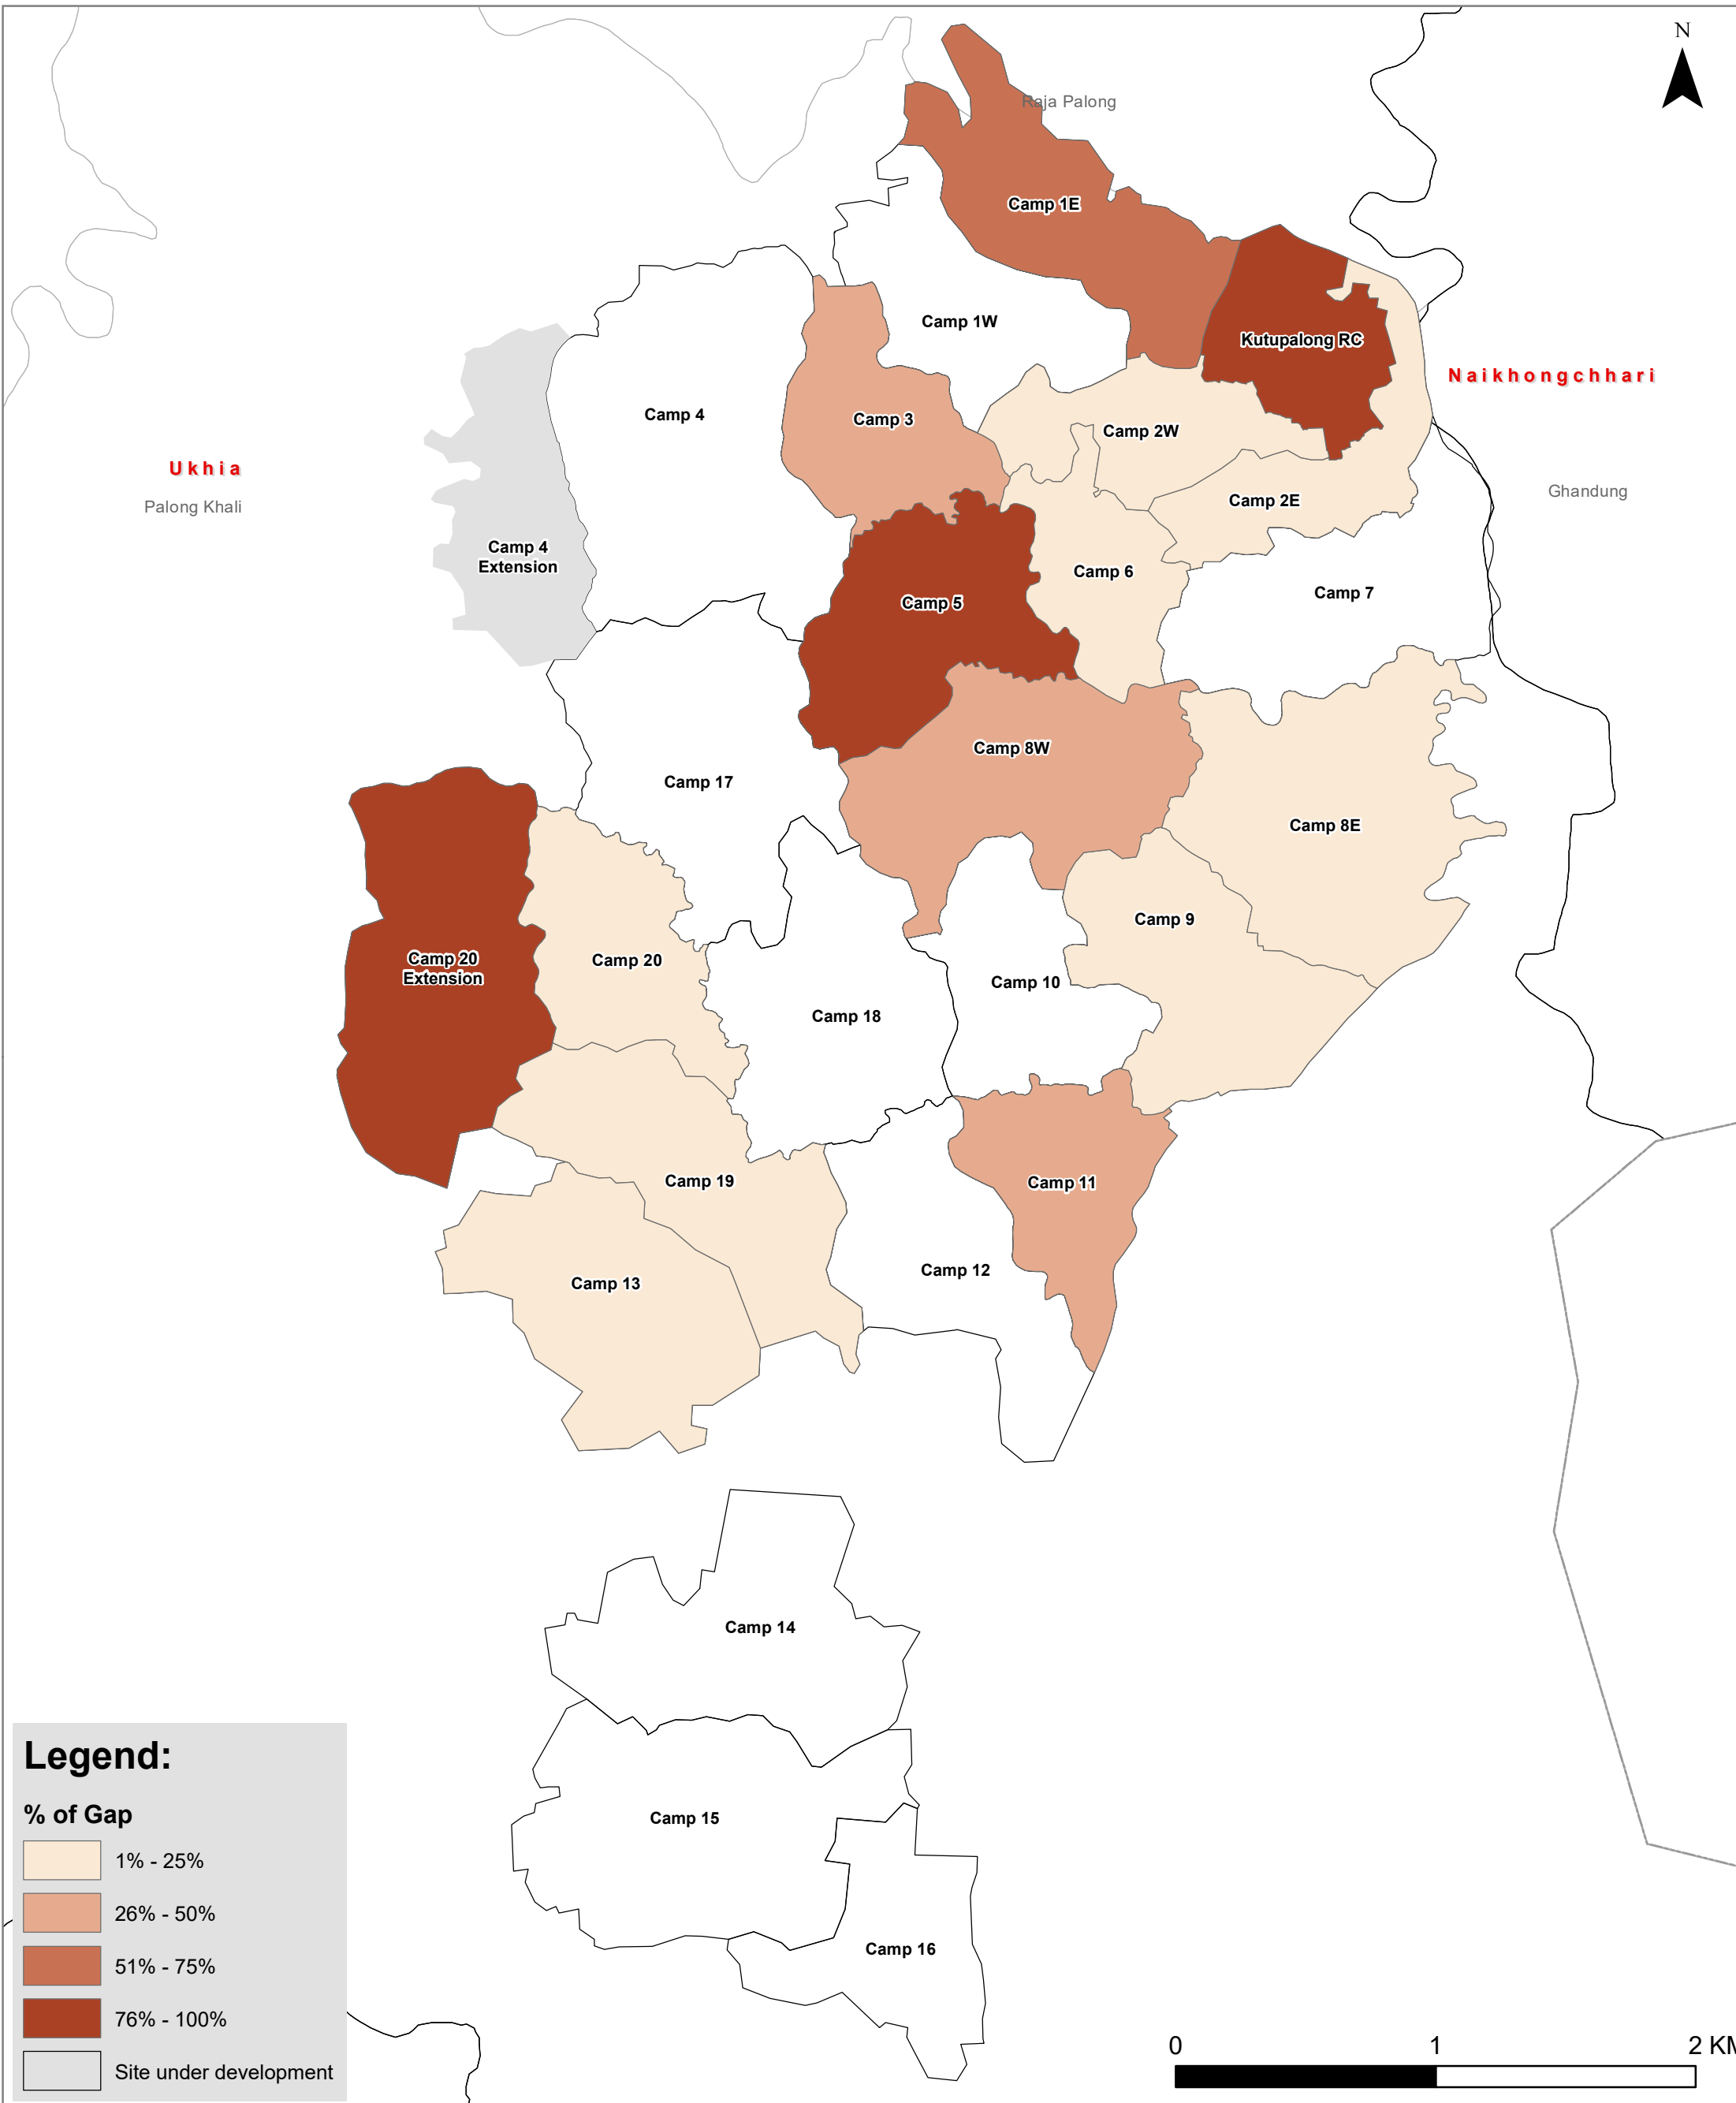 N
Raja Palong
Camp 1E
Camp 1W
Kutupalong RC
Naikhongchhari
Camp 4
Camp 3
Camp 2W
Ukhia
Palong Khali
Camp 2E
Ghandung
Camp 4
Extension
Camp 6
Camp 7
Camp 5
Camp 8W
Camp 17
Camp 8E
Camp 9
Camp 20
Extension
Camp 20
Camp 10
Camp 18
Camp 19
Camp 11
Camp 12
Camp 13
Camp 14
Camp 15
Camp 16
Legend:
% of Gap
1% - 25%
26% - 50%
51% - 75%
76% - 100%
Site under development
0 1 2 KM